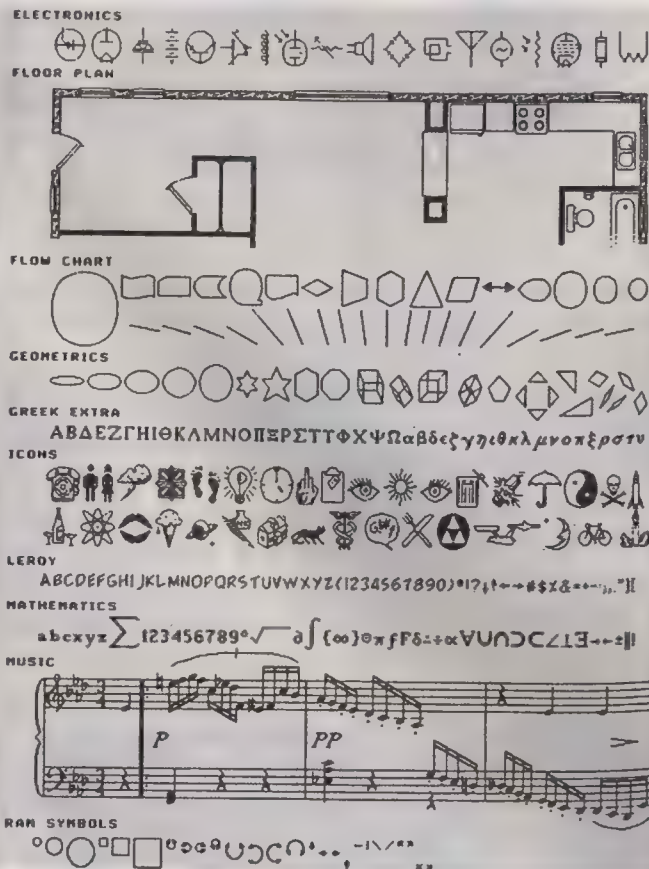 ELECTRONICS
FLOOR PLAN
FLOW CHART
GEOMETRICS
GREEK EXTRA
ΑΒΔΕΖΓΗΙΘΚΛΜΝΟΠΞΡΣΤΥΦΧΨΩαβδεζγηιθκλμνοπξρστυ
ICONS
LEROY
ABCDEFGHIJKLMNOPQRSTUVWXYZ(1234567890)
MATHEMATICS
abcxyz∑123456789°√∂∫{∞}
MUSIC
P PP
RAM SYMBOLS